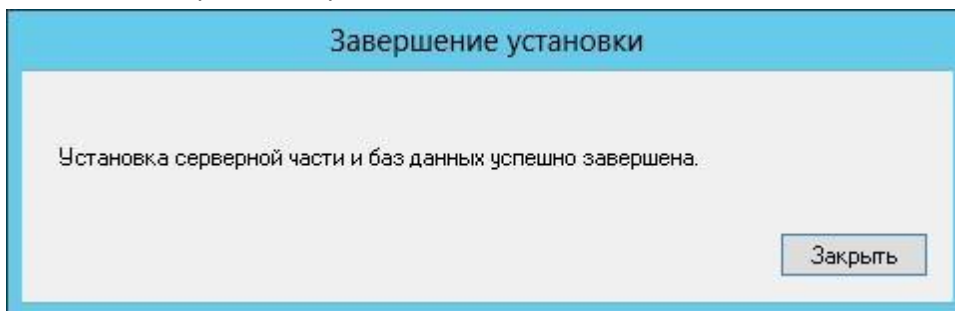 Завершение установки
Установка серверной части и баз данных успешно завершена.
Закрыть